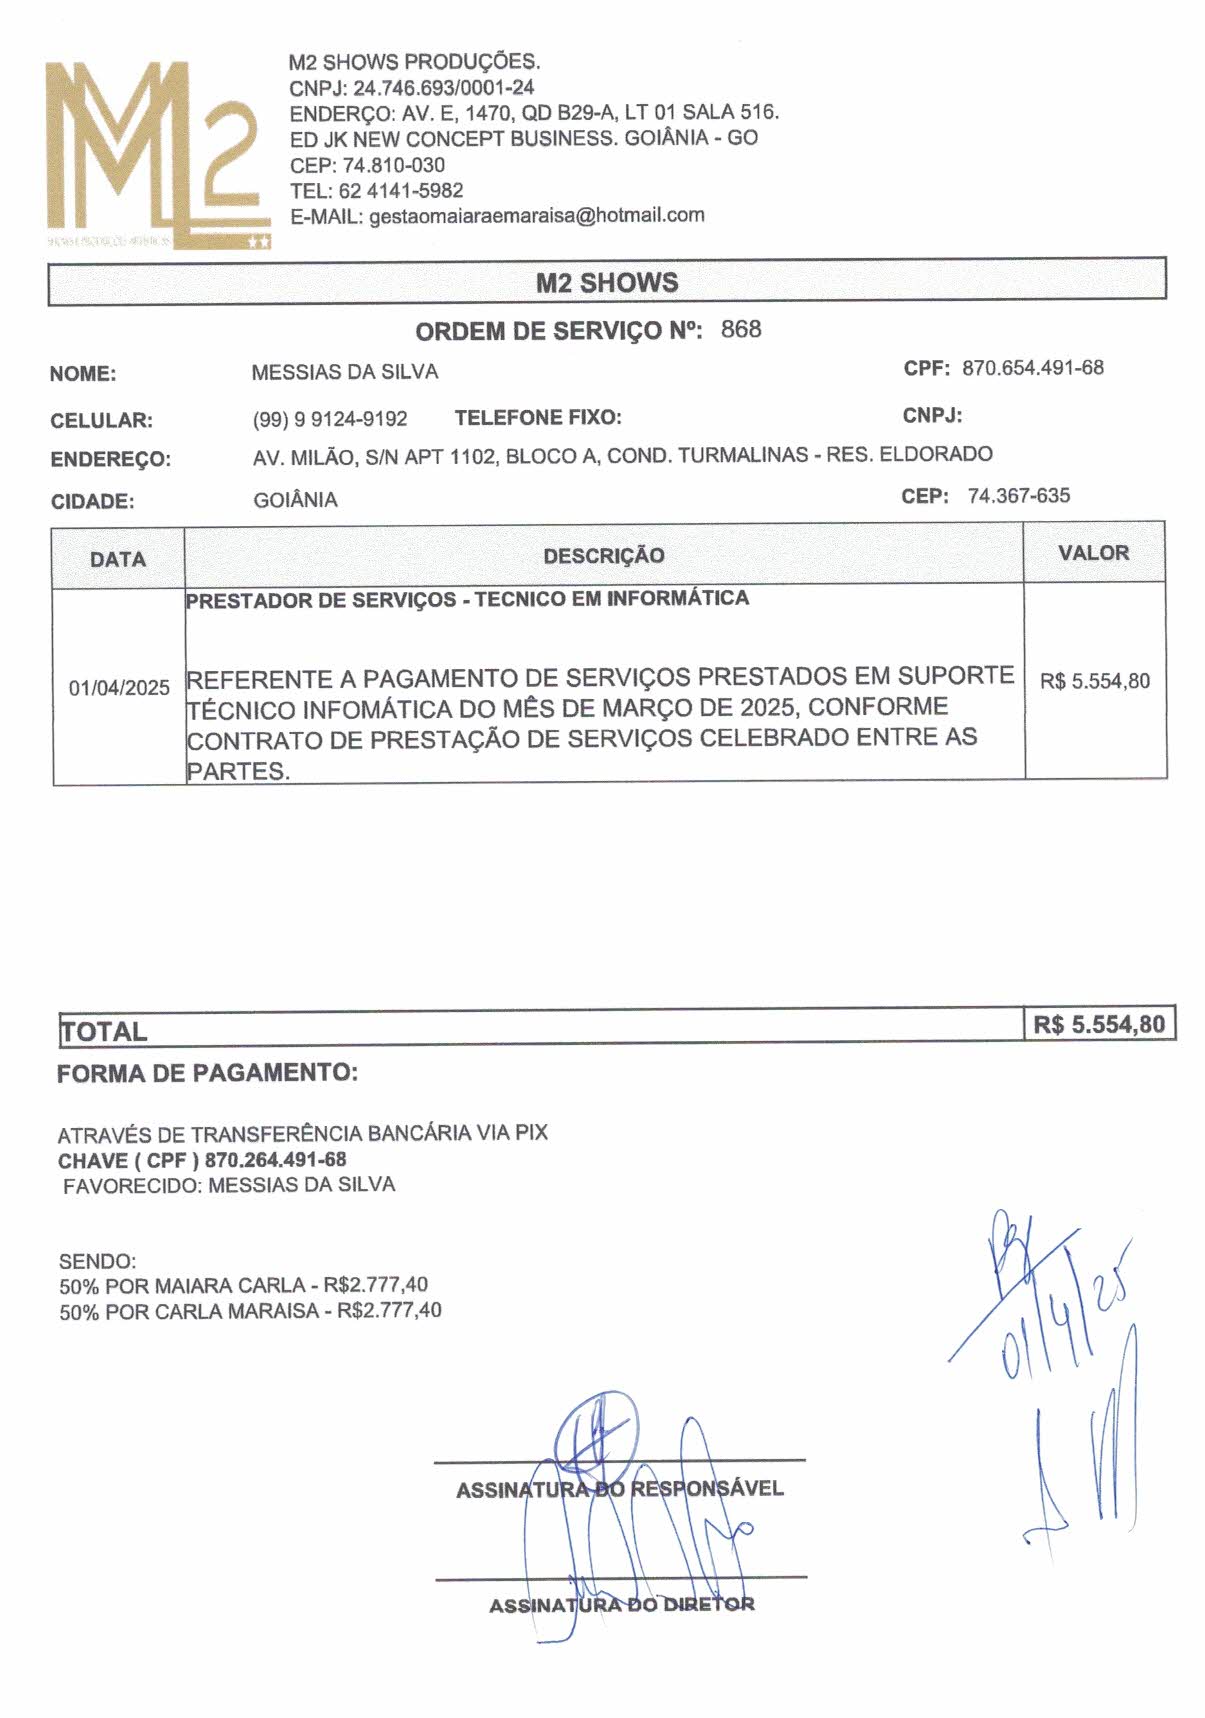 M2
M2 SHOWS PRODUÇÕES.
CNPJ: 24.746.693/0001-24
ENDERÇO: AV. E, 1470, QD B29-A, LT 01 SALA 516.
ED JK NEW CONCEPT BUSINESS. GOIÂNIA - GO
CEP: 74.810-030
TEL: 62 4141-5982
E-MAIL: gestaomaiaraemaraisa@hotmail.com
M2 SHOWS
ORDEM DE SERVIÇO Nº: 868
NOME: MESSIAS DA SILVA CPF: 870.654.491-68
CELULAR: (99) 9 9124-9192 TELEFONE FIXO: CNPJ:
ENDEREÇO: AV. MILÃO, S/N APT 1102, BLOCO A, COND. TURMALINAS - RES. ELDORADO
CIDADE: GOIÂNIA CEP: 74.367-635
DATA DESCRIÇÃO VALOR
PRESTADOR DE SERVIÇOS - TECNICO EM INFORMÁTICA
01/04/2025 REFERENTE A PAGAMENTO DE SERVIÇOS PRESTADOS EM SUPORTE R$ 5.554,80
TÉCNICO INFOMÁTICA DO MÊS DE MARÇO DE 2025, CONFORME
CONTRATO DE PRESTAÇÃO DE SERVIÇOS CELEBRADO ENTRE AS
PARTES.
TOTAL R$ 5.554,80
FORMA DE PAGAMENTO:
ATRAVÉS DE TRANSFERÊNCIA BANCÁRIA VIA PIX
CHAVE ( CPF ) 870.264.491-68
FAVORECIDO: MESSIAS DA SILVA
SENDO:
50% POR MAIARA CARLA - R$2.777,40
50% POR CARLA MARAISA - R$2.777,40
01/4/25
ASSINATURA DO RESPONSÁVEL
ASSINATURA DO DIRETOR